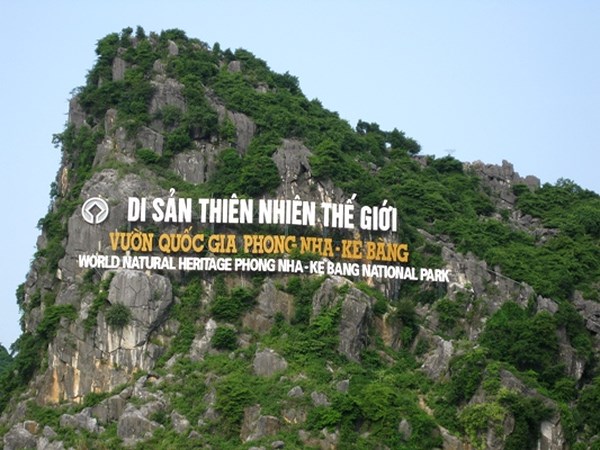 DI SẢN THIÊN NHIÊN THẾ GIỚI
VƯỜN QUỐC GIA PHONG NHA - KẺ BÀNG
WORLD NATURAL HERITAGE PHONG NHA - KE BANG NATIONAL PARK